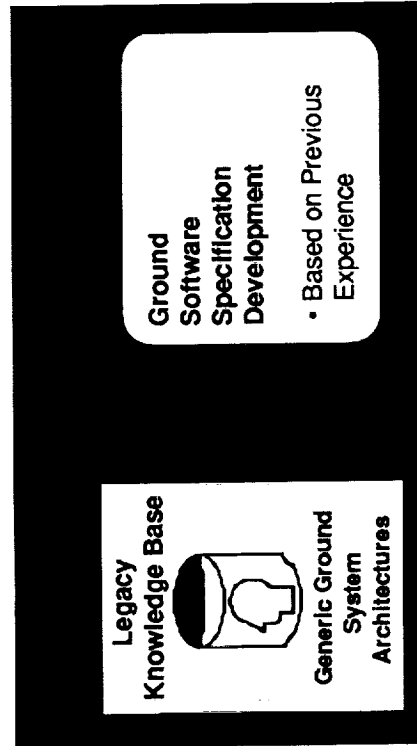 Legacy
Knowledge Base
Generic Ground
System
Architectures
Ground
Software
Specification
Development
• Based on Previous
Experience